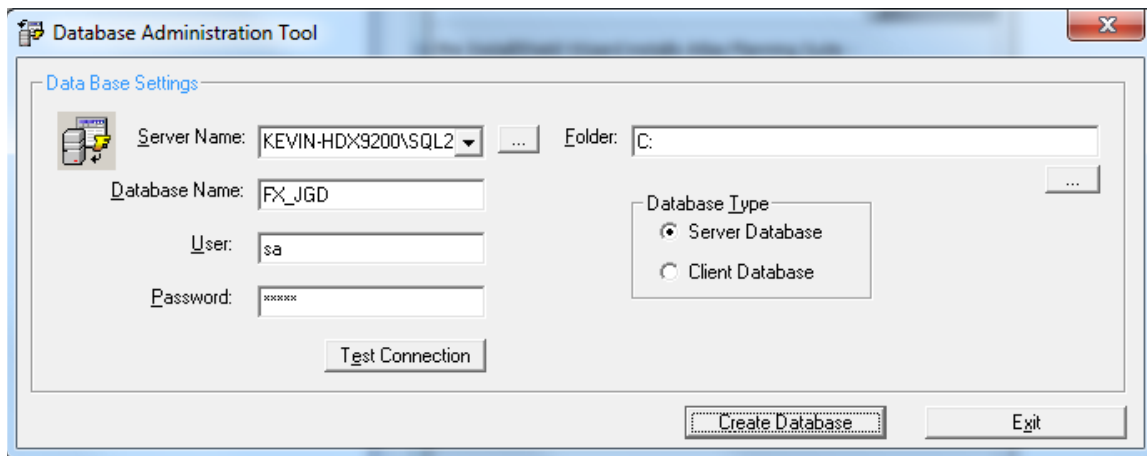 Database Administration Tool
Data Base Settings
Server Name: KEVIN-HDX9200\SQL2 ... Folder: C:
...
Database Name: FX_JGD
Database Type
Server Database
User: sa
Client Database
Password: *****
Test Connection
Create Database Exit